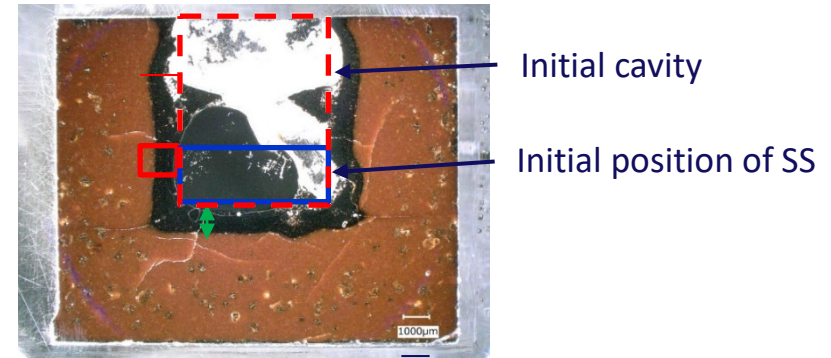 Initial cavity
Initial position of SS
1000μm